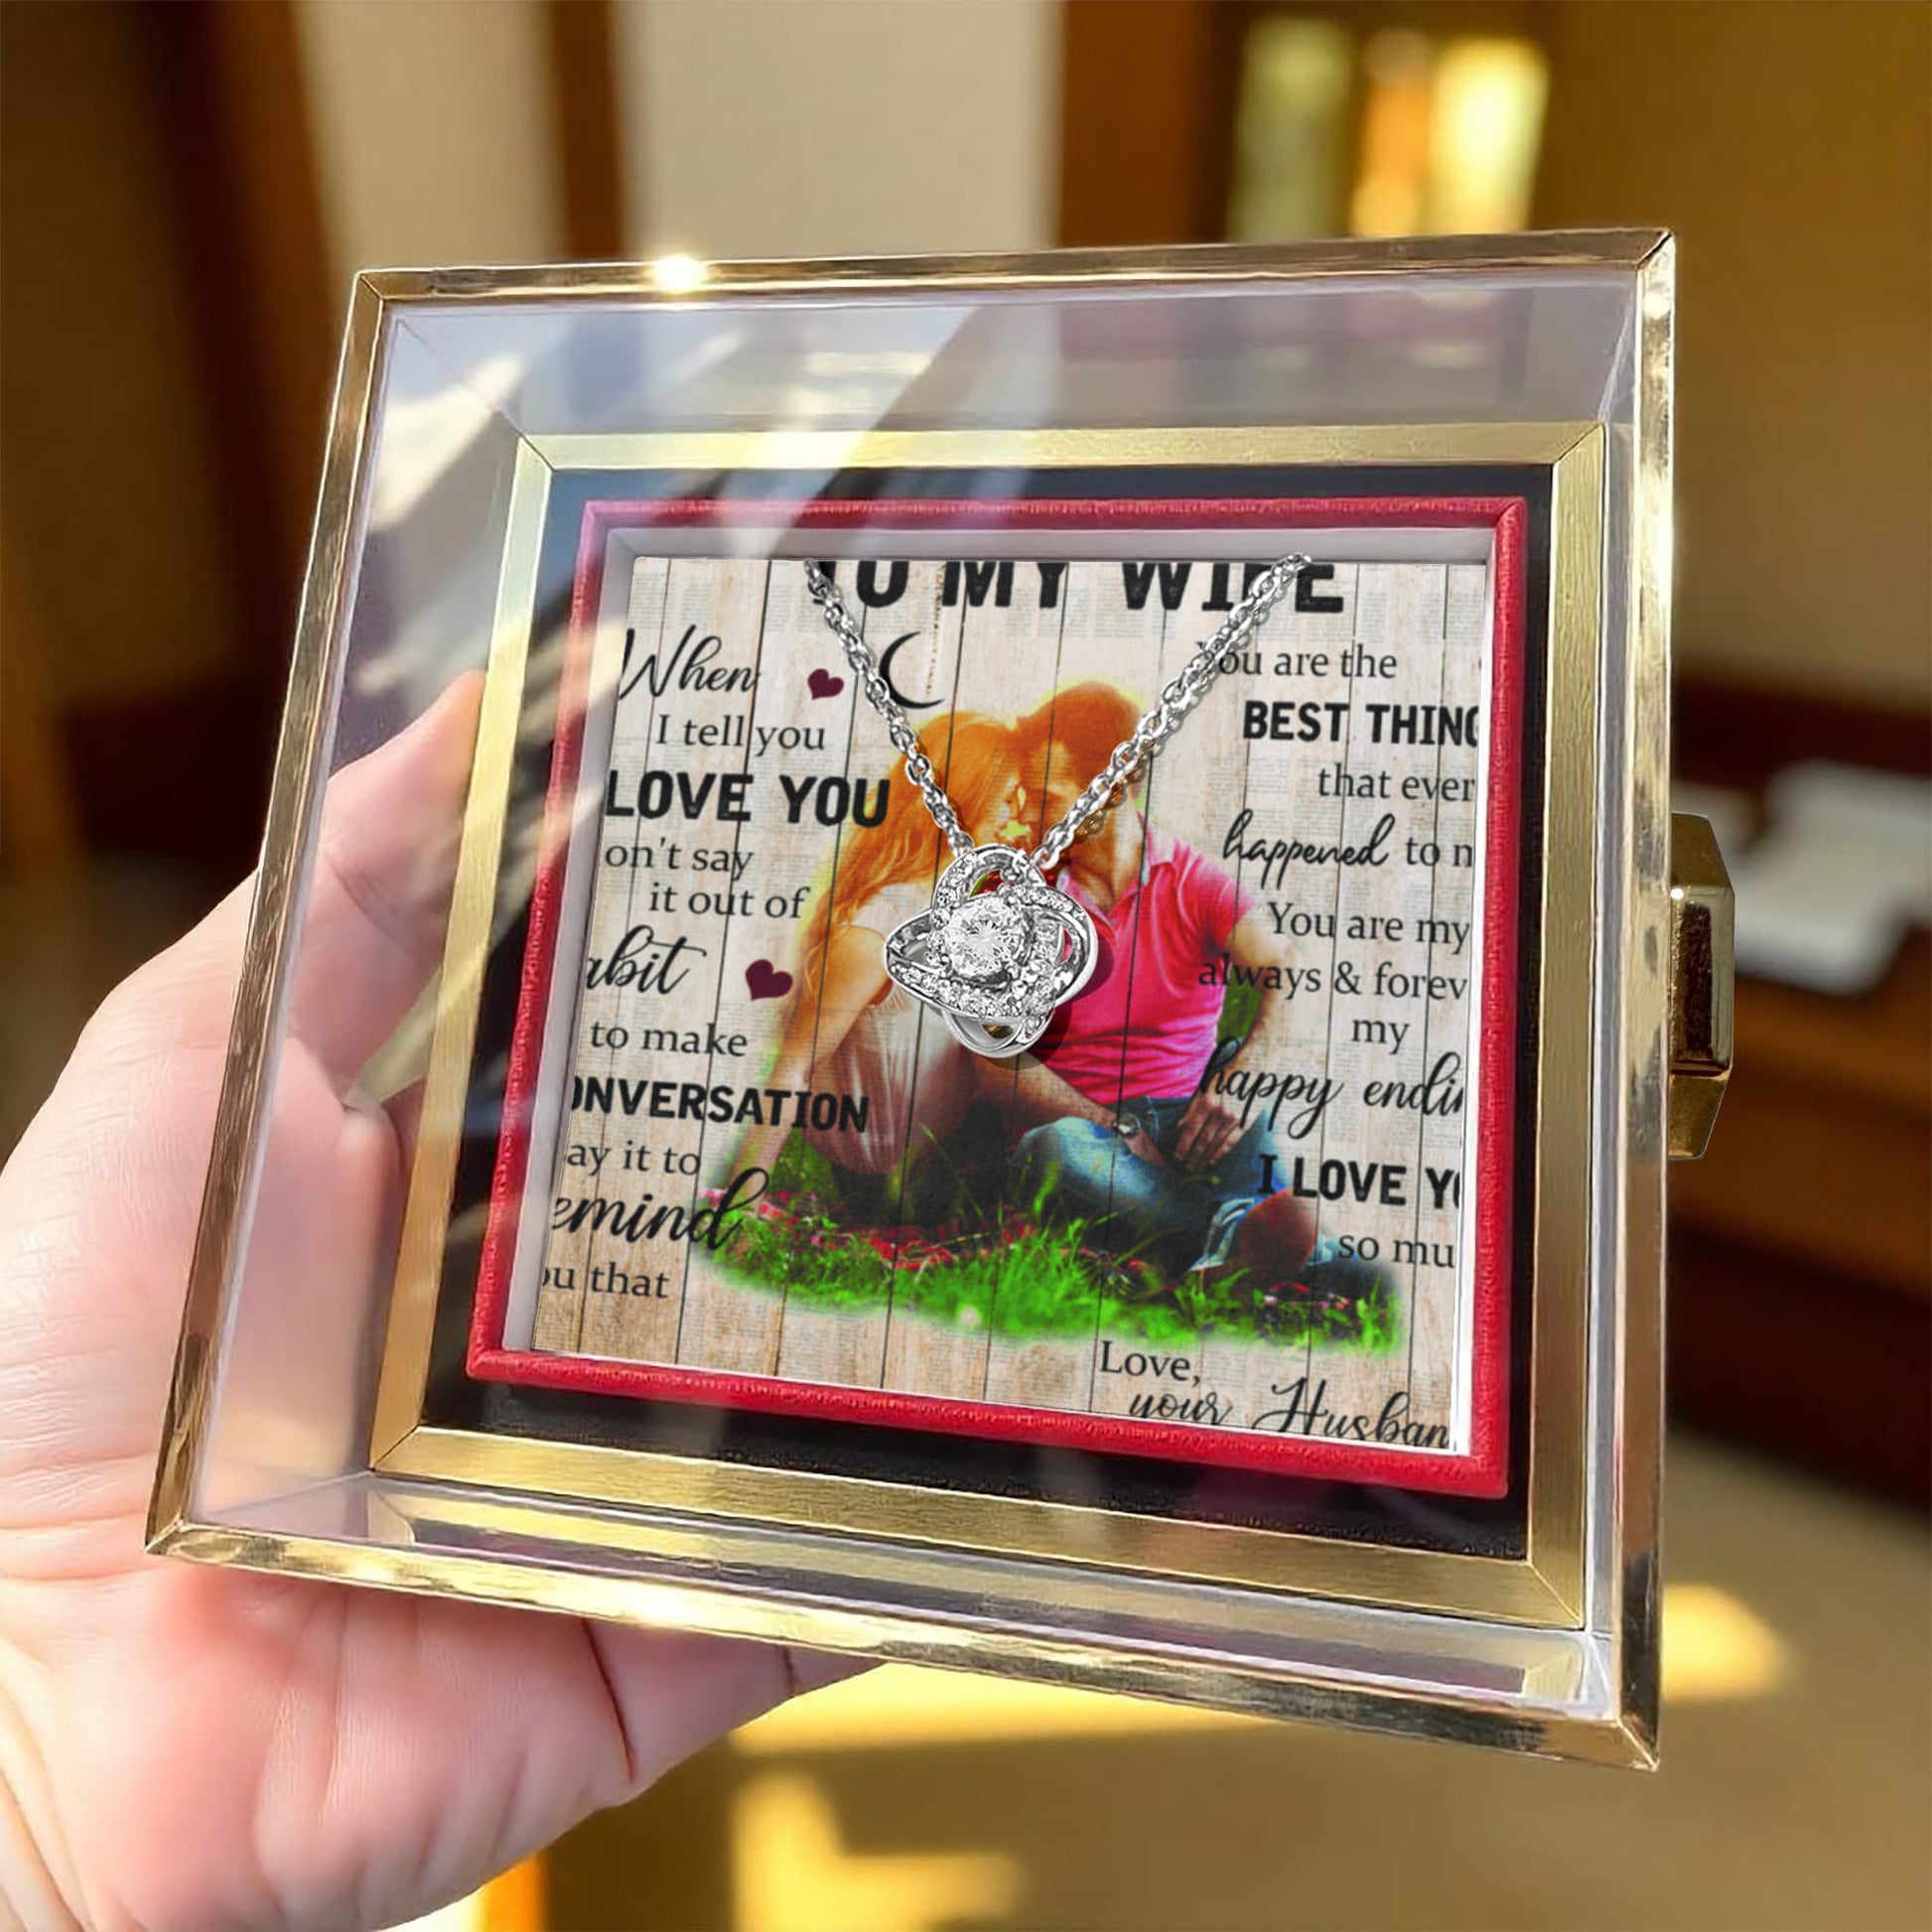 TO MY WIFE
When
I tell you
LOVE YOU
on't say
it out of
abit
to make
ONVERSATION
ay it to
emind
ou that
You are the
BEST THING
that ever
happened to m
You are my
always & forev
my
happy endin
I LOVE YO
so mu
Love,
your Husban